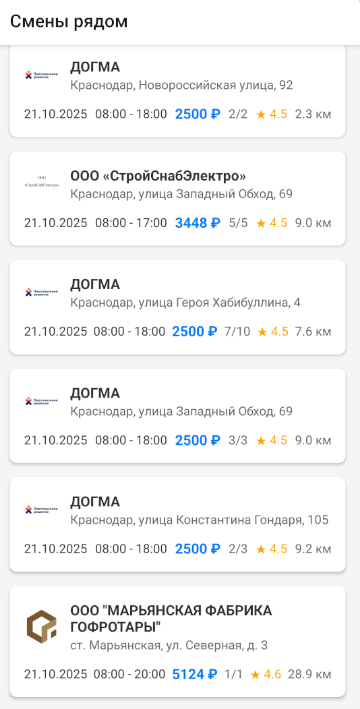 Смены рядом
ДОГМА
Краснодар, Новороссийская улица, 92
21.10.2025 08:00 - 18:00 2500 ₽ 2/2 ★ 4.5 2.3 км
ООО «СтройСнабЭлектро»
Краснодар, улица Западный Обход, 69
21.10.2025 08:00 - 17:00 3448 ₽ 5/5 ★ 4.5 9.0 км
ДОГМА
Краснодар, улица Героя Хабибуллина, 4
21.10.2025 08:00 - 18:00 2500 ₽ 7/10 ★ 4.5 7.6 км
ДОГМА
Краснодар, улица Западный Обход, 69
21.10.2025 08:00 - 18:00 2500 ₽ 3/3 ★ 4.5 9.0 км
ДОГМА
Краснодар, улица Константина Гондаря, 105
21.10.2025 08:00 - 18:00 2500 ₽ 2/3 ★ 4.5 9.2 км
ООО "МАРЬЯНСКАЯ ФАБРИКА
ГОФРОТАРЫ"
ст. Марьянская, ул. Северная, д. 3
21.10.2025 08:00 - 20:00 5124 ₽ 1/1 ★ 4.6 28.9 км